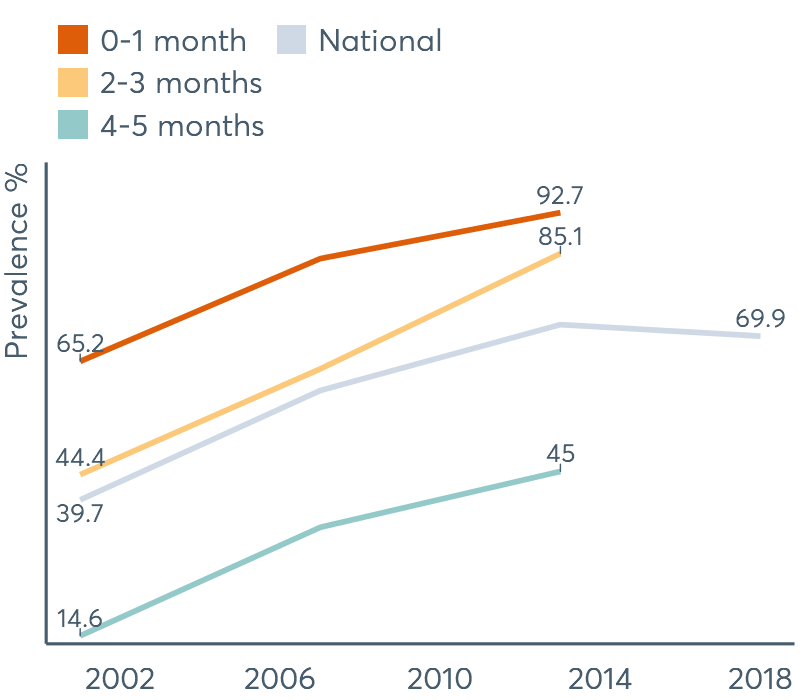 0-1 month National
2-3 months
4-5 months
Prevalence %
92.7
85.1
69.9
65.2
44.4
45
39.7
14.6
2002 2006 2010 2014 2018